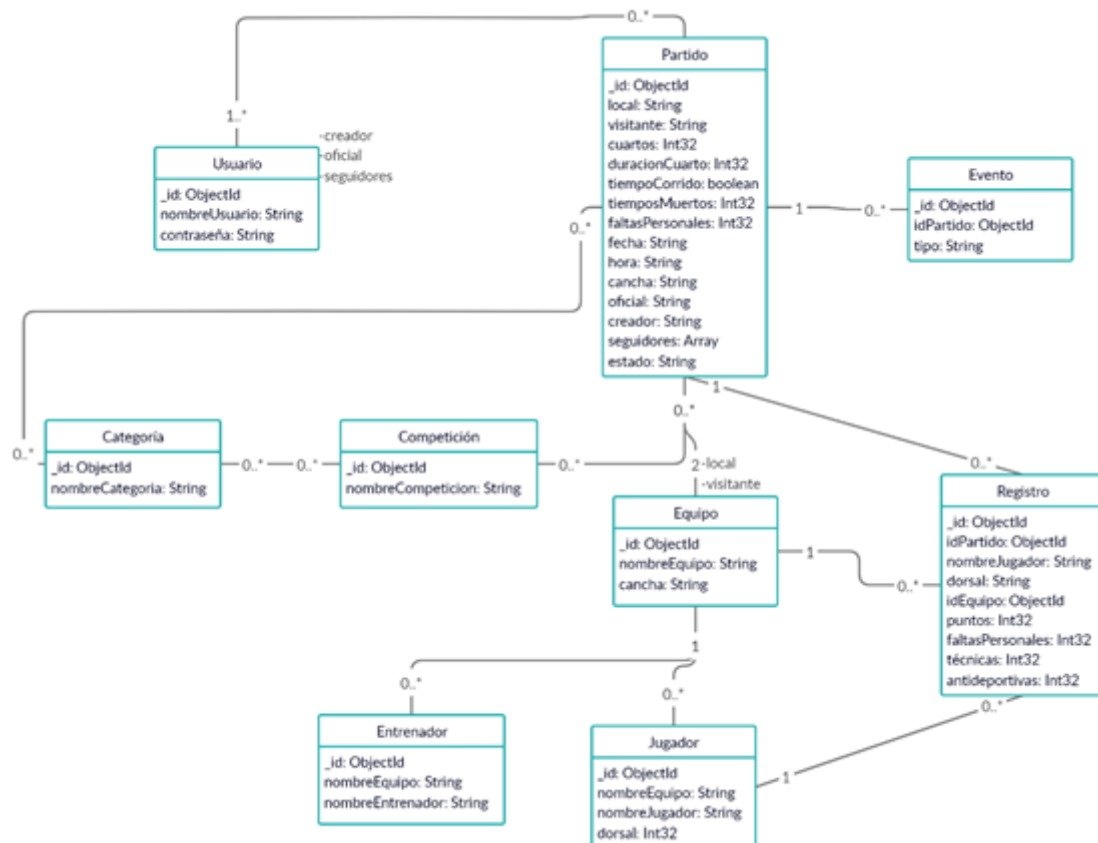 0..*
Partido
_id: ObjectId
local: String
visitante: String
cuartos: Int32
duracionCuarto: Int32
tiempoCorrido: boolean
tiemposMuertos: Int32
faltasPersonales: Int32
fecha: String
hora: String
cancha: String
oficial: String
creador: String
seguidores: Array
estado: String
1..*
-creador
-oficial
-seguidores
Usuario
_id: ObjectId
nombreUsuario: String
contraseña: String
0..*
1
0..*
Evento
_id: ObjectId
idPartido: ObjectId
tipo: String
0..*
Categoría
_id: ObjectId
nombreCategoria: String
0..*
0..*
Competición
_id: ObjectId
nombreCompeticion: String
0..*
0..*
2
-local
-visitante
1
0..*
Equipo
_id: ObjectId
nombreEquipo: String
cancha: String
1
0..*
Registro
_id: ObjectId
idPartido: ObjectId
nombreJugador: String
dorsal: String
idEquipo: ObjectId
puntos: Int32
faltasPersonales: Int32
técnicas: Int32
antideportivas: Int32
1
0..*
0..*
0..*
1
Entrenador
_id: ObjectId
nombreEquipo: String
nombreEntrenador: String
Jugador
_id: ObjectId
nombreEquipo: String
nombreJugador: String
dorsal: Int32